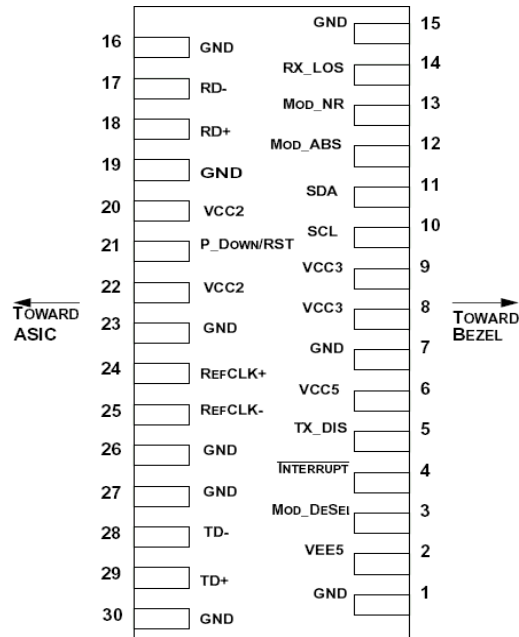 16 GND
17 RD-
18 RD+
19 GND
20 VCC2
21 P_DOWN/RST
22 VCC2
23 GND
24 REFCLK+
25 REFCLK-
26 GND
27 GND
28 TD-
29 TD+
30 GND
TOWARD
ASIC
GND 15
RX_LOS 14
MOD_NR 13
MOD_ABS 12
SDA 11
SCL 10
VCC3 9
VCC3 8
GND 7
VCC5 6
TX_DIS 5
INTERRUPT 4
MOD_DESEL 3
VEE5 2
GND 1
TOWARD
BEZEL